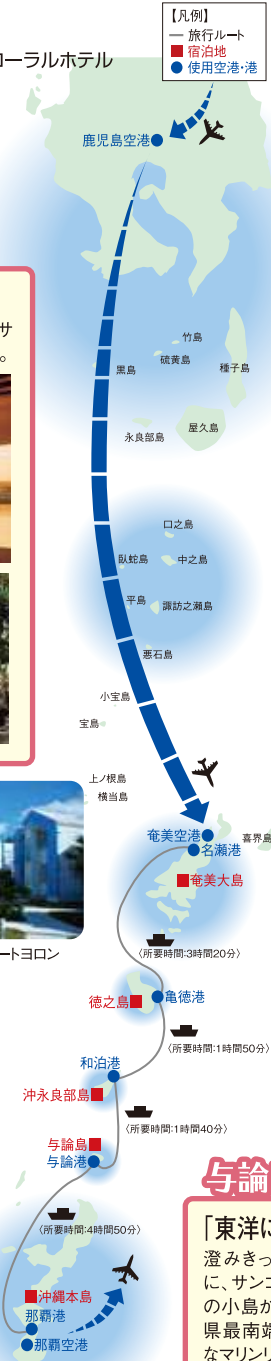 【凡例】
旅行ルート
宿泊地
使用空港・港
コーラルホテル
鹿児島空港
サ
。
竹島
硫黄島
黒島
種子島
永良部島
屋久島
口之島
臥蛇島
中之島
平島
諏訪之瀬島
悪石島
小宝島
宝島
上ノ根島
横当島
奄美空港
喜界島
名瀬港
奄美大島
ートヨロン
〈所要時間:3時間20分〉
徳之島
亀徳港
〈所要時間:1時間50分〉
和泊港
沖永良部島
〈所要時間:1時間40分〉
与論島
与論港
〈所要時間:4時間50分〉
沖縄本島
那覇港
那覇空港
与論
「東洋に
澄みきっ
に、サンゴ
の小島が
県最南端
なマリンリ